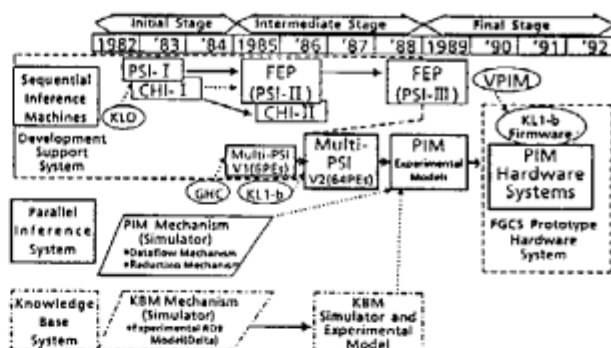 Initial Stage
Intermediate Stage
Final Stage
1982 '83 '84 1985 '86 '87 '88 1989 '90 '91 '92
Sequential
Inference
Machines
Development
Support
System
KL0
PSI-I
CHI-I
FEP
(PSI-II)
CHI-II
FEP
(PSI-III)
VPIM
KL1-b
Firmware
Multi-PSI
V1(6PEs)
GHC
KL1-b
Multi-
PSI
V2(64PEs)
PIM
Experimental
Models
PIM
Hardware
Systems
FGCS Prototype
Hardware
System
Parallel
Inference
System
PIM Mechanism
(Simulator)
•Dataflow Mechanism
•Reduction Mechanism
Knowledge
Base
System
KBM Mechanism
(Simulator)
•Experimental RDB
Model(Delta)
KBM
Simulator and
Experimental
Model